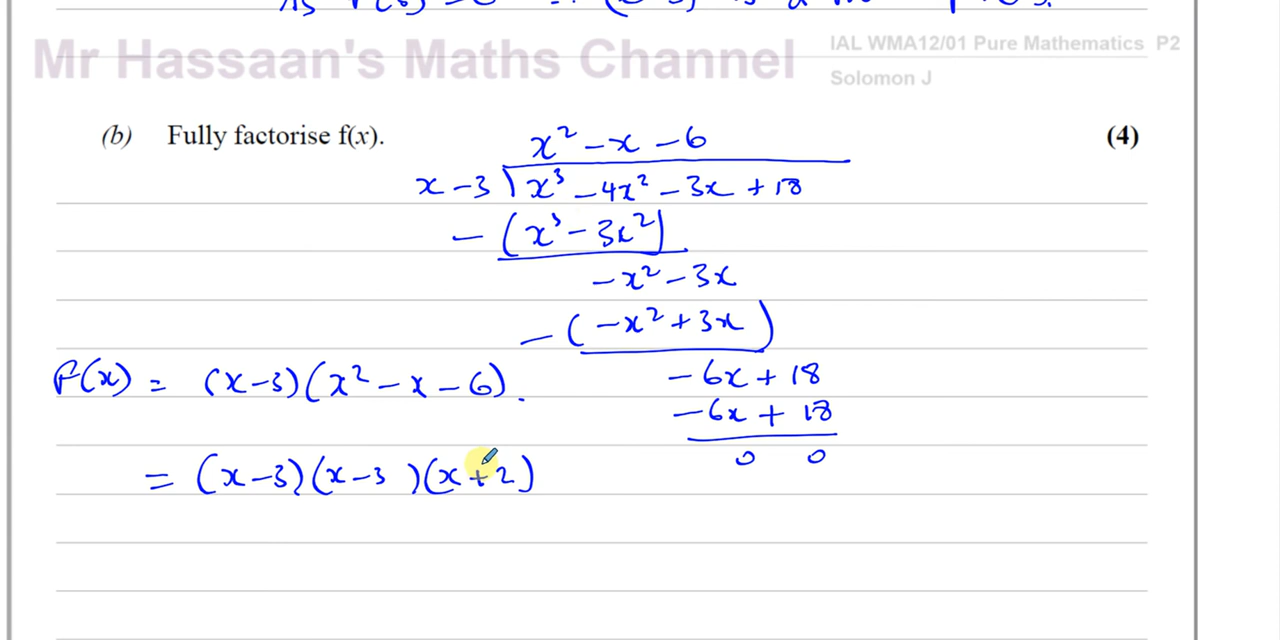 Mr Hassaan's Maths Channel
IAL WMA12/01 Pure Mathematics P2
Solomon J
(b) Fully factorise f(x). (4)
x² - x - 6
x - 3 ) x³ - 4x² - 3x + 18
- (x³ - 3x²)
- x² - 3x
- (-x² + 3x)
f(x) = (x-3)(x² - x - 6).
- 6x + 18
- 6x + 18
0 0
= (x-3)(x-3)(x+2)